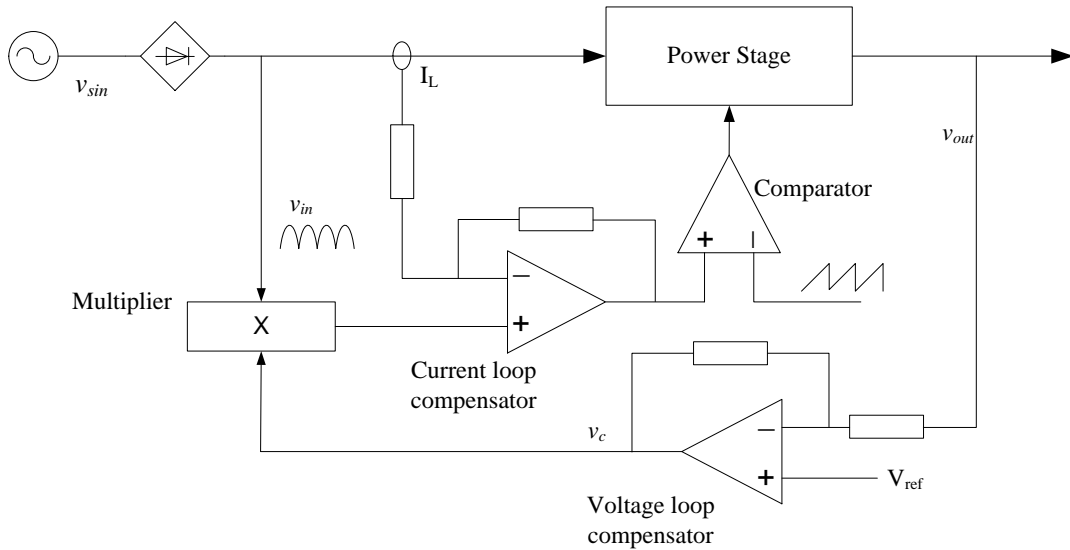 Power Stage
v_sin
I_L
v_out
Comparator
v_in
+ −
Multiplier
−
X
+
Current loop
compensator
v_c
−
+
V_ref
Voltage loop
compensator